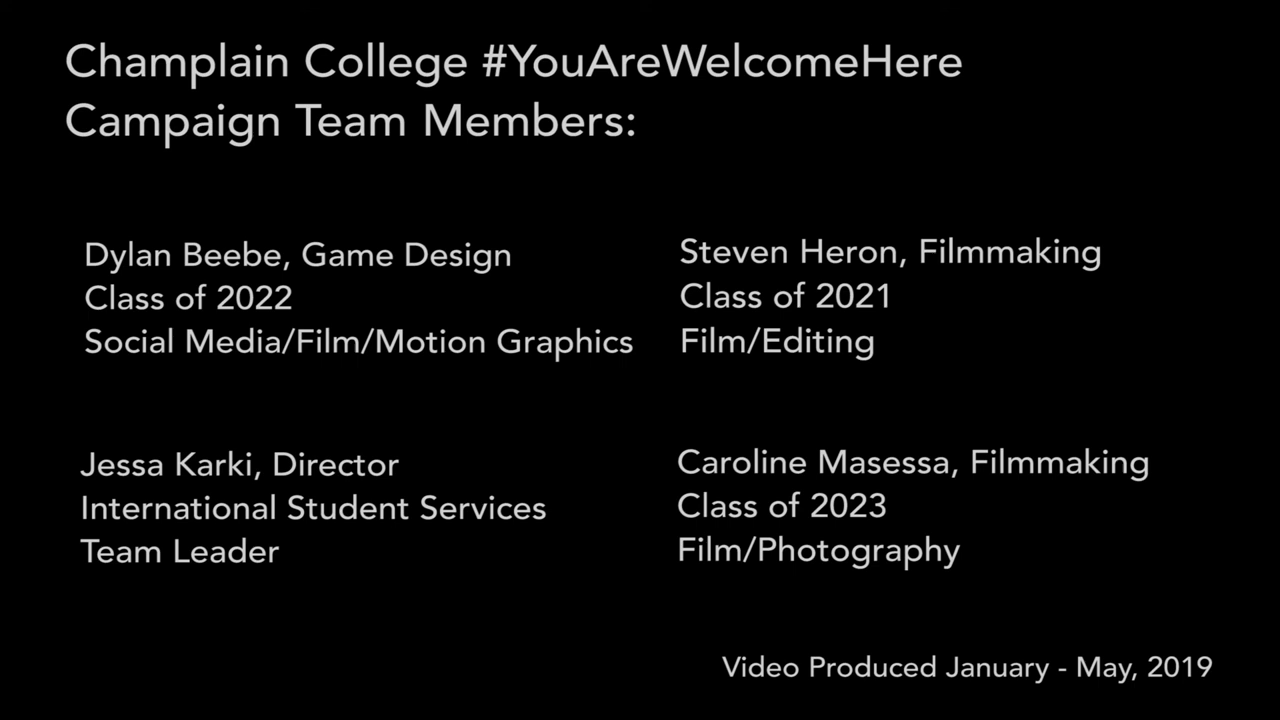 Champlain College #YouAreWelcomeHere
Campaign Team Members:
Dylan Beebe, Game Design
Class of 2022
Social Media/Film/Motion Graphics
Steven Heron, Filmmaking
Class of 2021
Film/Editing
Jessa Karki, Director
International Student Services
Team Leader
Caroline Masessa, Filmmaking
Class of 2023
Film/Photography
Video Produced January - May, 2019